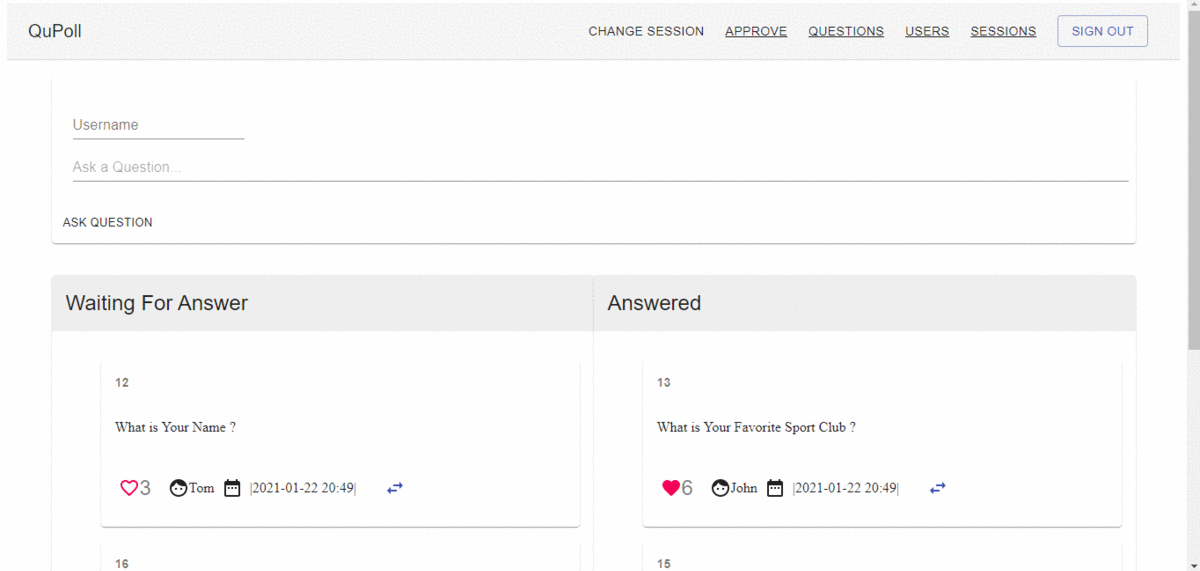 QuPoll CHANGE SESSION APPROVE QUESTIONS USERS SESSIONS SIGN OUT
Username
Ask a Question...
ASK QUESTION
Waiting For Answer
12
What is Your Name ?
3 Tom |2021-01-22 20:49|
16
Answered
13
What is Your Favorite Sport Club ?
6 John |2021-01-22 20:49|
15